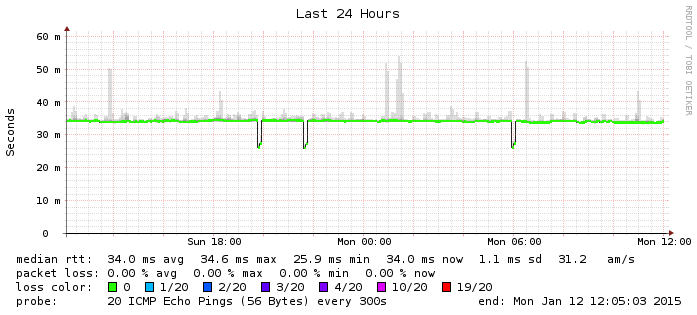 Last 24 Hours
RRDTOOL / TOBI OETIKER
Seconds
60 m
50 m
40 m
30 m
20 m
10 m
0
Sun 18:00 Mon 00:00 Mon 06:00 Mon 12:00
median rtt: 34.0 ms avg 34.6 ms max 25.9 ms min 34.0 ms now 1.1 ms sd 31.2 am/s
packet loss: 0.00 % avg 0.00 % max 0.00 % min 0.00 % now
loss color: 0 1/20 2/20 3/20 4/20 10/20 19/20
probe: 20 ICMP Echo Pings (56 Bytes) every 300s end: Mon Jan 12 12:05:03 2015